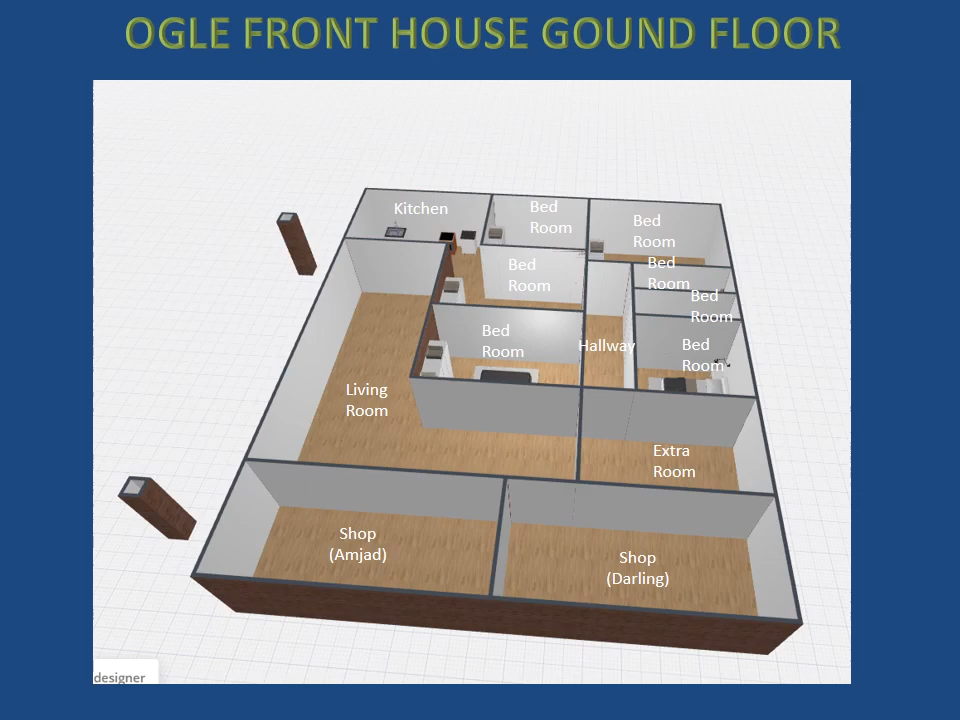 OGLE FRONT HOUSE GOUND FLOOR
Kitchen
Bed
Room
Bed
Room
Bed
Room
Bed
Room
Bed
Room
Bed
Room
Hallway
Bed
Room
Living
Room
Extra
Room
Shop
(Amjad)
Shop
(Darling)
designer